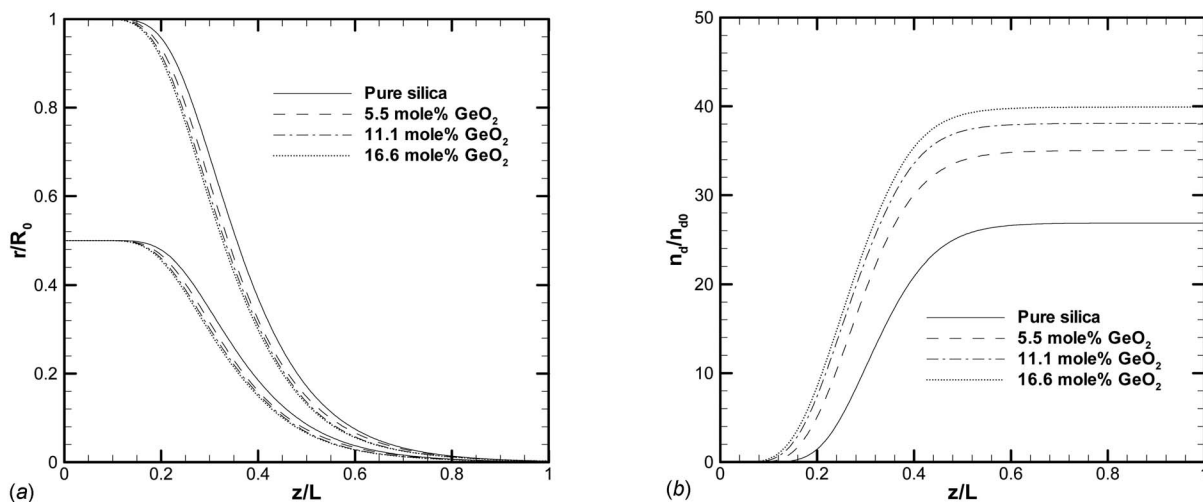 1
0.8
0.6
0.4
0.2
0
r/R0
0 0.2 0.4 0.6 0.8 1
z/L
Pure silica
5.5 mole% GeO2
11.1 mole% GeO2
16.6 mole% GeO2
(a)
50
40
30
20
10
0
nd/nd0
0 0.2 0.4 0.6 0.8 1
z/L
Pure silica
5.5 mole% GeO2
11.1 mole% GeO2
16.6 mole% GeO2
(b)